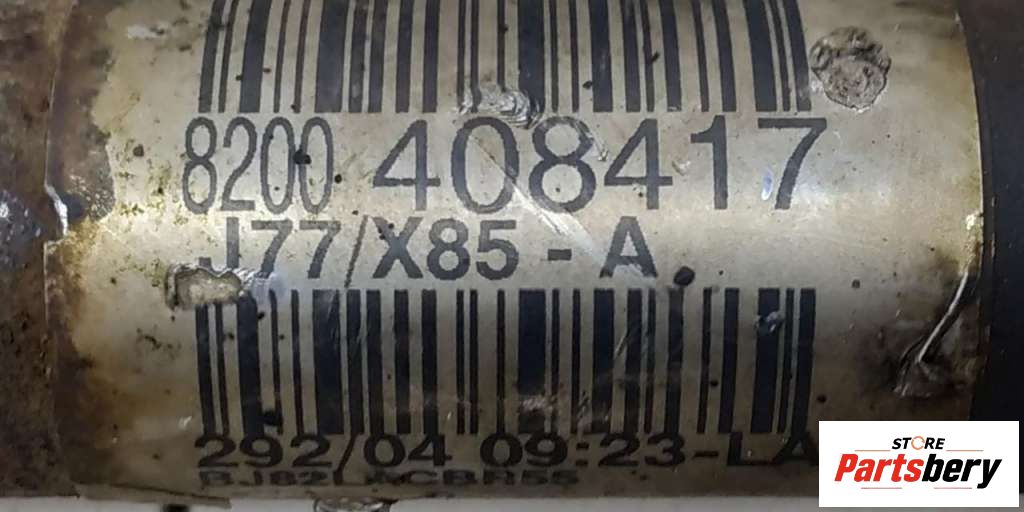 8200 408417
J77/X85 - A
292/04 09:23-LA
STORE
Partsbery